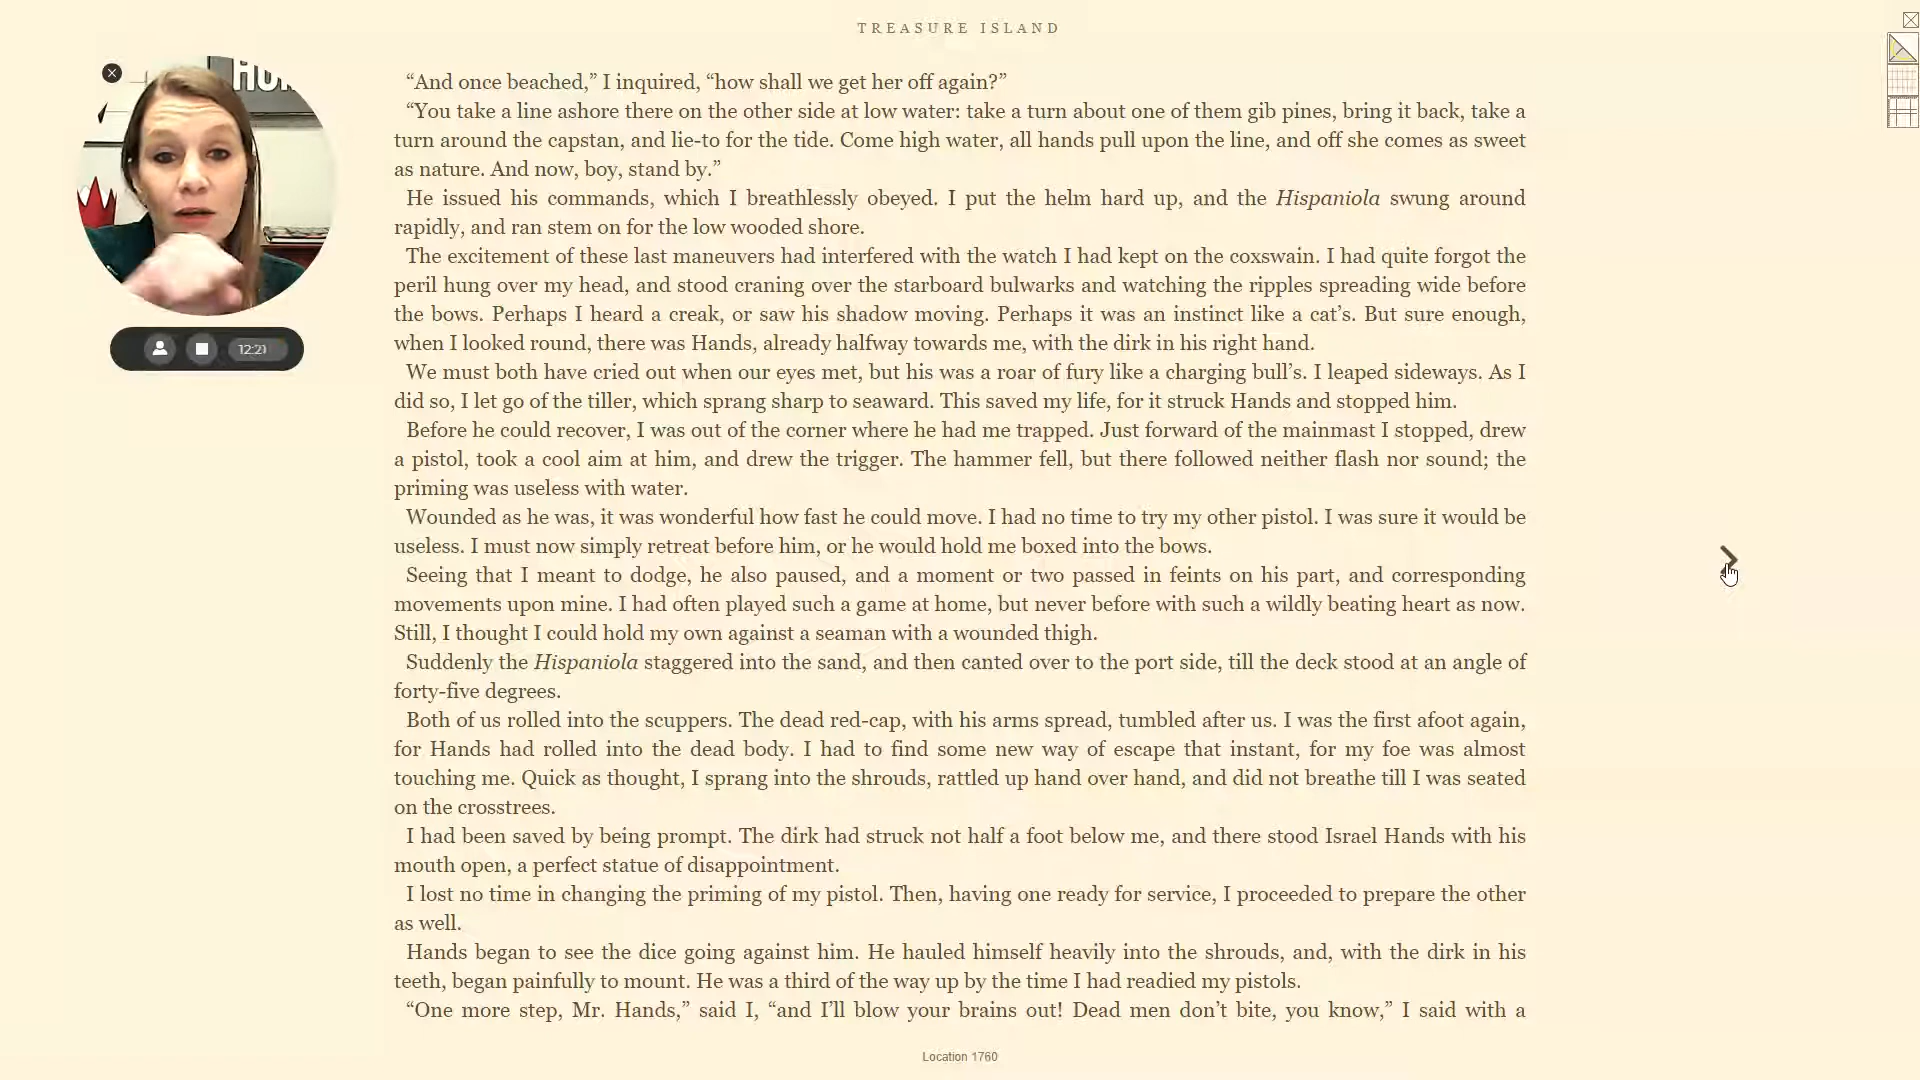 TREASURE ISLAND
“And once beached,” I inquired, “how shall we get her off again?”
“You take a line ashore there on the other side at low water: take a turn about one of them gib pines, bring it back, take a
turn around the capstan, and lie-to for the tide. Come high water, all hands pull upon the line, and off she comes as sweet
as nature. And now, boy, stand by.”
He issued his commands, which I breathlessly obeyed. I put the helm hard up, and the Hispaniola swung around
rapidly, and ran stem on for the low wooded shore.
The excitement of these last maneuvers had interfered with the watch I had kept on the coxswain. I had quite forgot the
peril hung over my head, and stood craning over the starboard bulwarks and watching the ripples spreading wide before
the bows. Perhaps I heard a creak, or saw his shadow moving. Perhaps it was an instinct like a cat’s. But sure enough,
when I looked round, there was Hands, already halfway towards me, with the dirk in his right hand.
We must both have cried out when our eyes met, but his was a roar of fury like a charging bull’s. I leaped sideways. As I
did so, I let go of the tiller, which sprang sharp to seaward. This saved my life, for it struck Hands and stopped him.
Before he could recover, I was out of the corner where he had me trapped. Just forward of the mainmast I stopped, drew
a pistol, took a cool aim at him, and drew the trigger. The hammer fell, but there followed neither flash nor sound; the
priming was useless with water.
Wounded as he was, it was wonderful how fast he could move. I had no time to try my other pistol. I was sure it would be
useless. I must now simply retreat before him, or he would hold me boxed into the bows.
Seeing that I meant to dodge, he also paused, and a moment or two passed in feints on his part, and corresponding
movements upon mine. I had often played such a game at home, but never before with such a wildly beating heart as now.
Still, I thought I could hold my own against a seaman with a wounded thigh.
Suddenly the Hispaniola staggered into the sand, and then canted over to the port side, till the deck stood at an angle of
forty-five degrees.
Both of us rolled into the scuppers. The dead red-cap, with his arms spread, tumbled after us. I was the first afoot again,
for Hands had rolled into the dead body. I had to find some new way of escape that instant, for my foe was almost
touching me. Quick as thought, I sprang into the shrouds, rattled up hand over hand, and did not breathe till I was seated
on the crosstrees.
I had been saved by being prompt. The dirk had struck not half a foot below me, and there stood Israel Hands with his
mouth open, a perfect statue of disappointment.
I lost no time in changing the priming of my pistol. Then, having one ready for service, I proceeded to prepare the other
as well.
Hands began to see the dice going against him. He hauled himself heavily into the shrouds, and, with the dirk in his
teeth, began painfully to mount. He was a third of the way up by the time I had readied my pistols.
“One more step, Mr. Hands,” said I, “and I’ll blow your brains out! Dead men don’t bite, you know,” I said with a
Location 1760
12:21